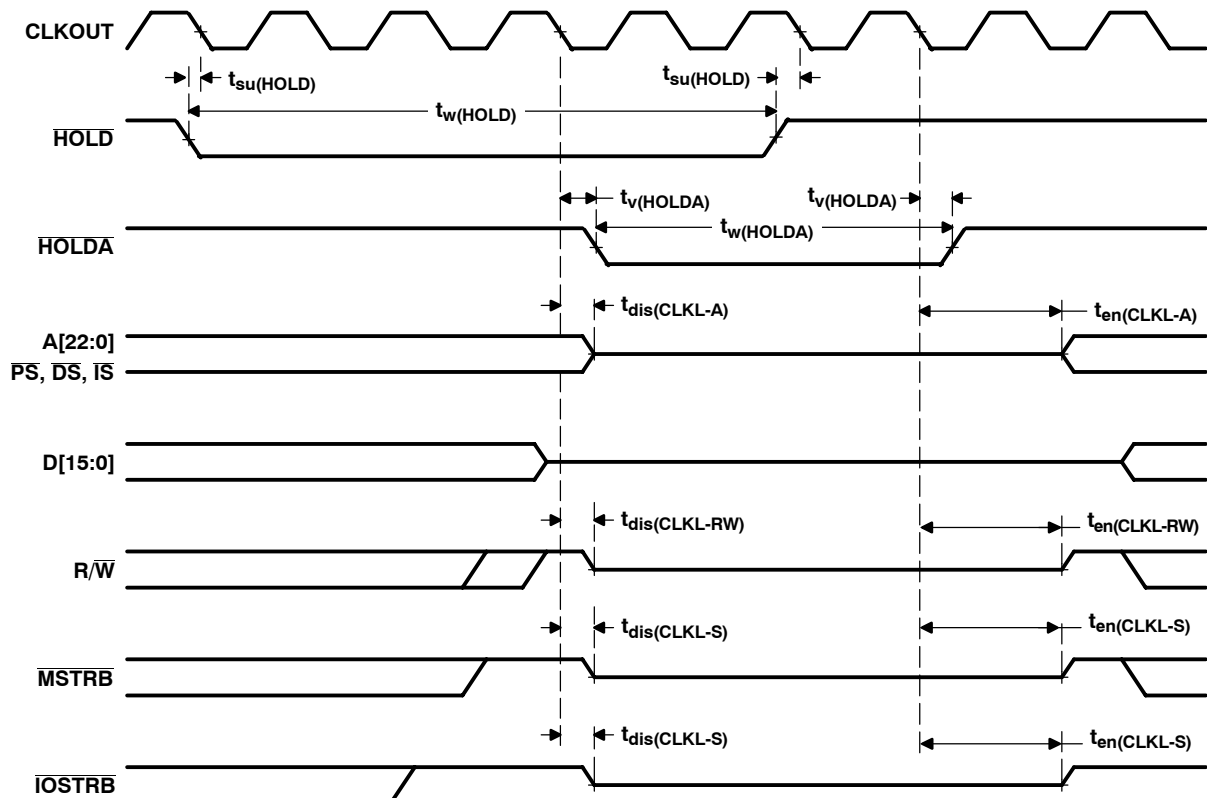 CLKOUT
tsu(HOLD)
tsu(HOLD)
tw(HOLD)
HOLD
tv(HOLDA)
tv(HOLDA)
tw(HOLDA)
HOLDA
tdis(CLKL-A)
ten(CLKL-A)
A[22:0]
PS, DS, IS
D[15:0]
tdis(CLKL-RW)
ten(CLKL-RW)
R/W
tdis(CLKL-S)
ten(CLKL-S)
MSTRB
tdis(CLKL-S)
ten(CLKL-S)
IOSTRB